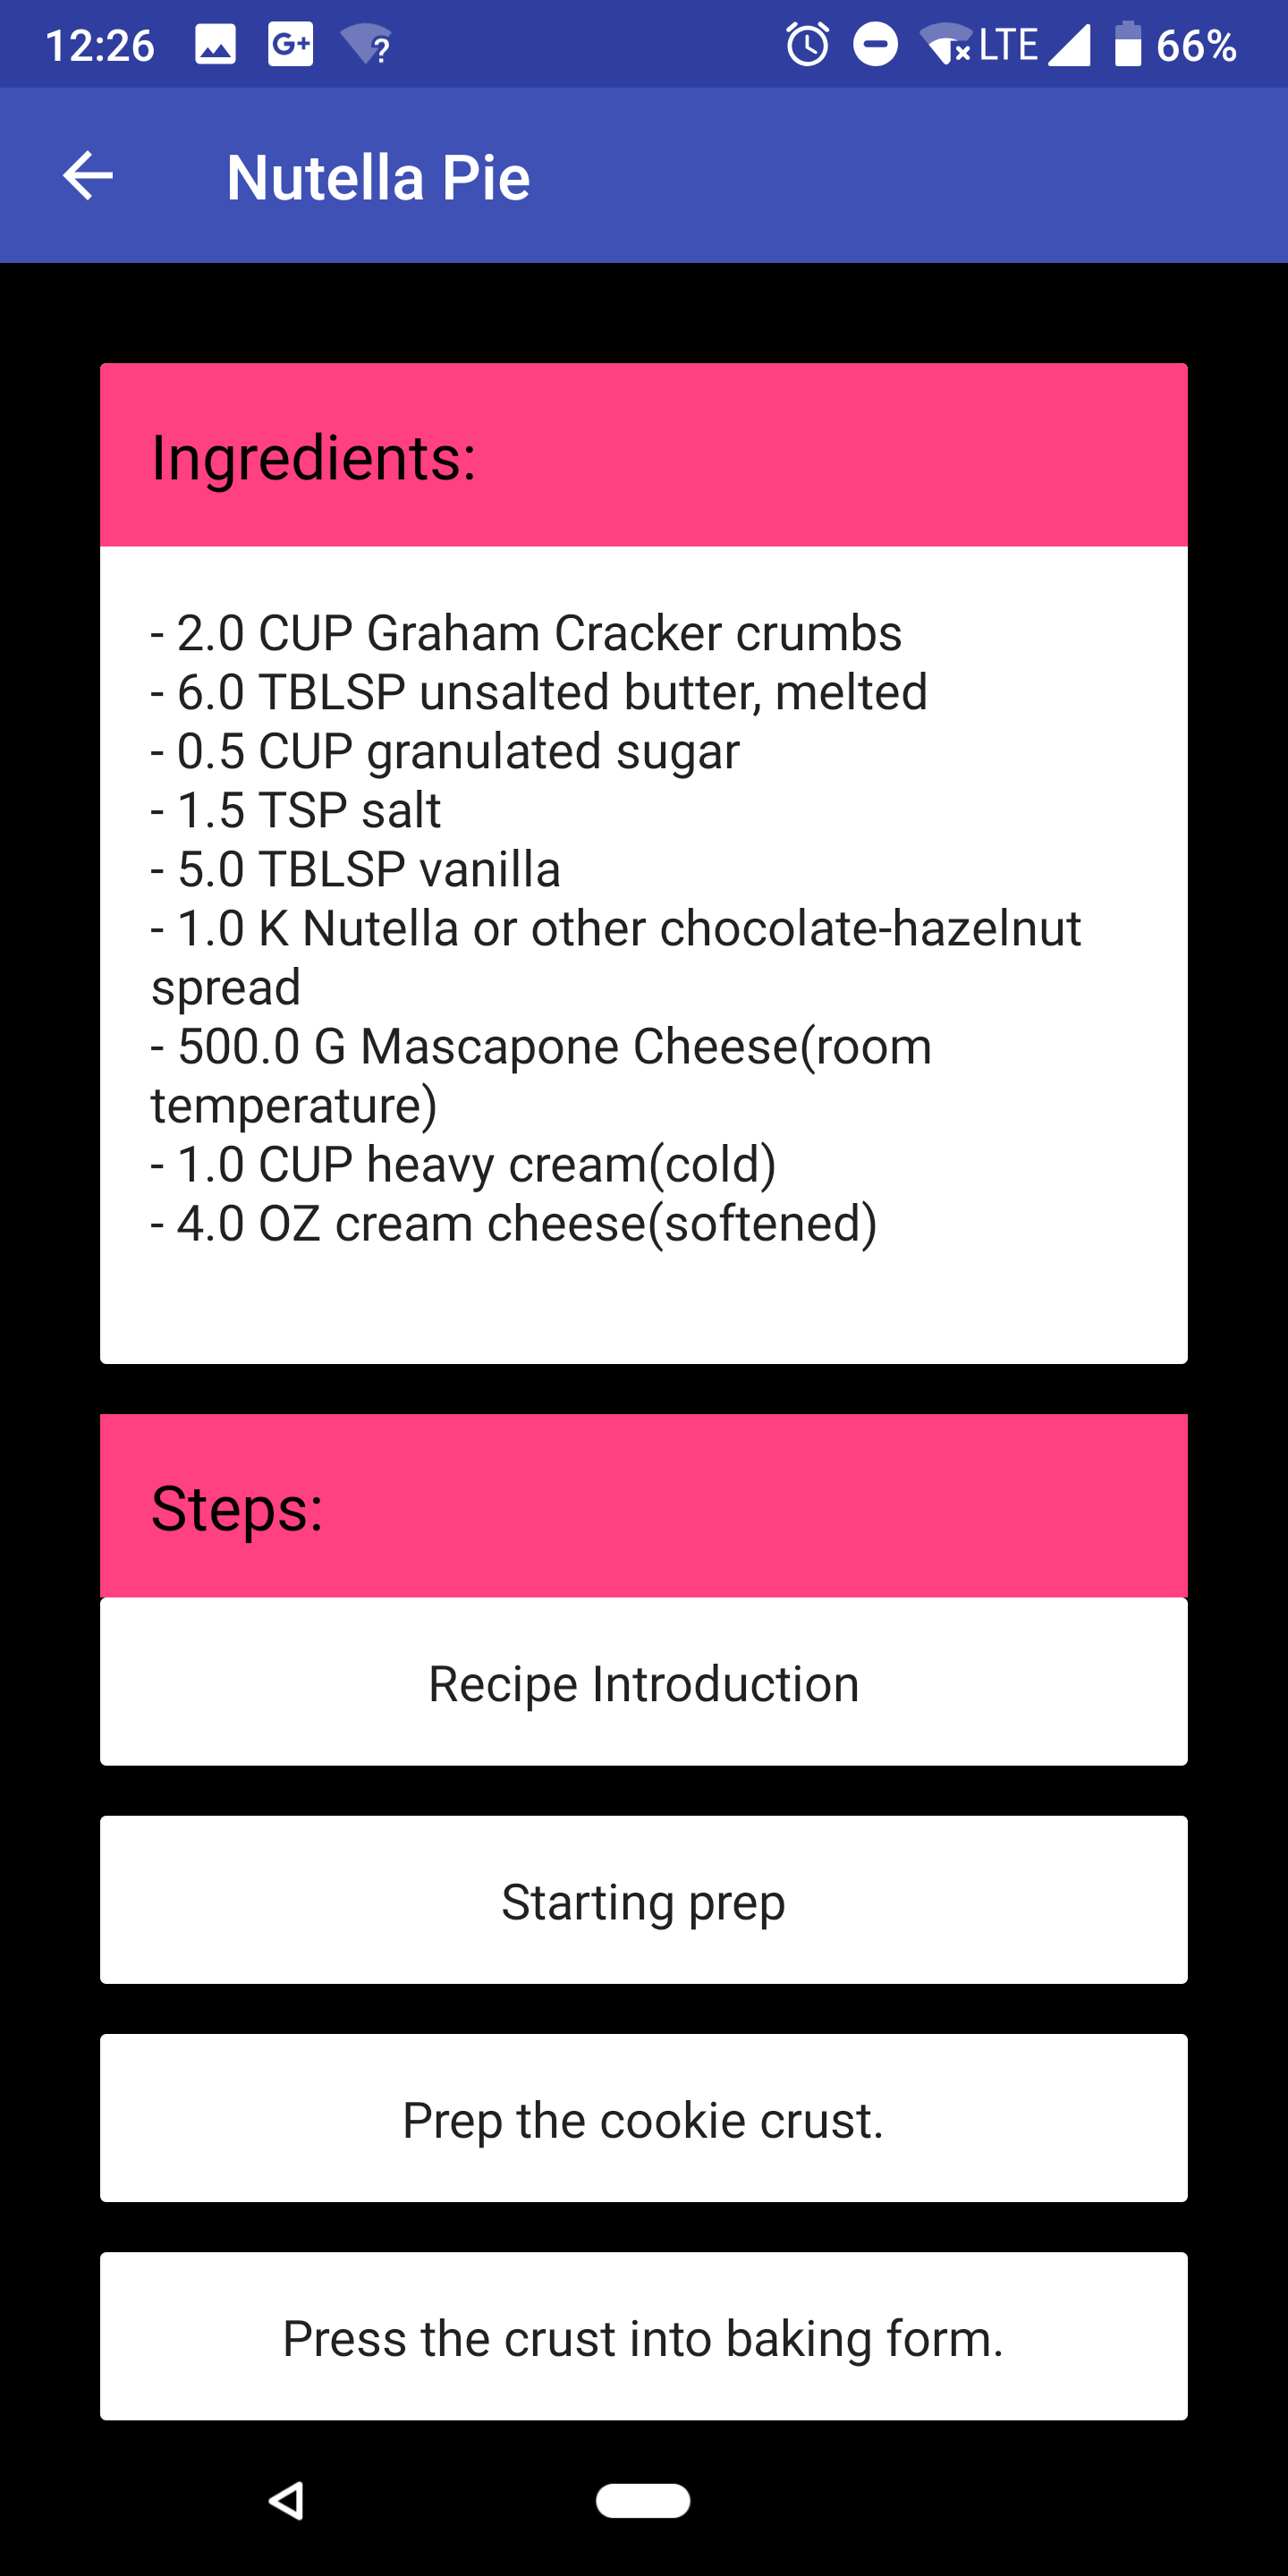 12:26 G+ ? LTE 66%
Nutella Pie
Ingredients:
- 2.0 CUP Graham Cracker crumbs
- 6.0 TBLSP unsalted butter, melted
- 0.5 CUP granulated sugar
- 1.5 TSP salt
- 5.0 TBLSP vanilla
- 1.0 K Nutella or other chocolate-hazelnut
spread
- 500.0 G Mascapone Cheese(room
temperature)
- 1.0 CUP heavy cream(cold)
- 4.0 OZ cream cheese(softened)
Steps:
Recipe Introduction
Starting prep
Prep the cookie crust.
Press the crust into baking form.